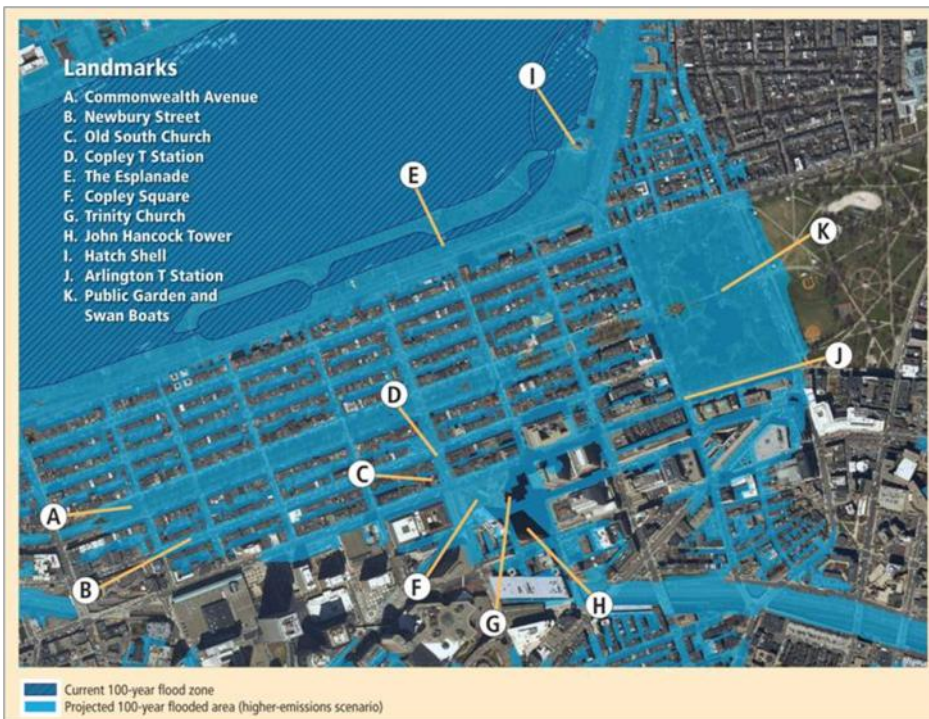 Landmarks
A. Commonwealth Avenue
B. Newbury Street
C. Old South Church
D. Copley T Station
E. The Esplanade
F. Copley Square
G. Trinity Church
H. John Hancock Tower
I. Hatch Shell
J. Arlington T Station
K. Public Garden and
Swan Boats
I
E
K
J
D
C
A
B
F
G
H
Current 100-year flood zone
Projected 100-year flooded area (higher-emissions scenario)